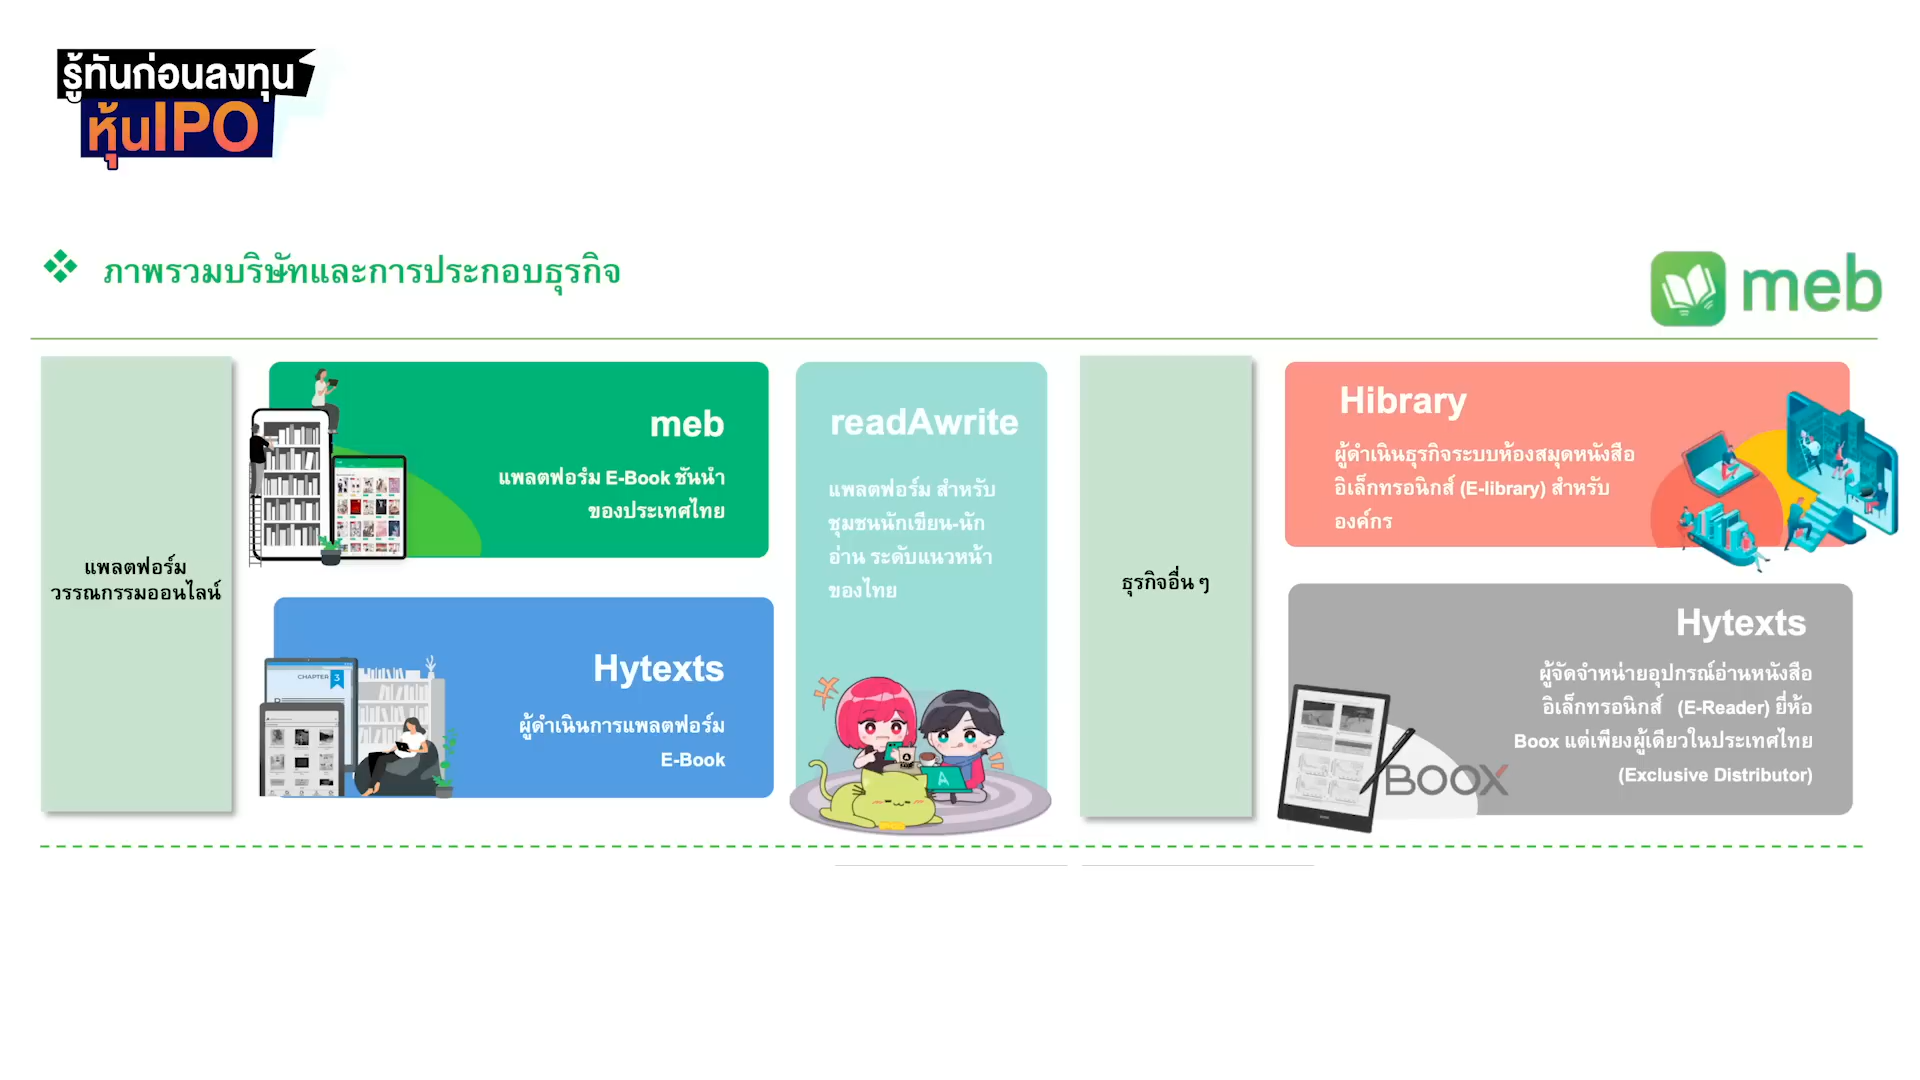 รู้ทันก่อนลงทุน
หุ้นIPO
❖ ภาพรวมบริษัทและการประกอบธุรกิจ
meb
แพลตฟอร์ม
วรรณกรรมออนไลน์
meb
แพลตฟอร์ม E-Book ชั้นนำ
ของประเทศไทย
CHAPTER 3
Hytexts
ผู้ดำเนินการแพลตฟอร์ม
E-Book
readAwrite
แพลตฟอร์ม สำหรับ
ชุมชนนักเขียน-นัก
อ่าน ระดับแนวหน้า
ของไทย
A
A
ธุรกิจอื่น ๆ
Hibrary
ผู้ดำเนินธุรกิจระบบห้องสมุดหนังสือ
อิเล็กทรอนิกส์ (E-library) สำหรับ
องค์กร
Hytexts
ผู้จัดจำหน่ายอุปกรณ์อ่านหนังสือ
อิเล็กทรอนิกส์ (E-Reader) ยี่ห้อ
Boox แต่เพียงผู้เดียวในประเทศไทย
(Exclusive Distributor)
BOOX